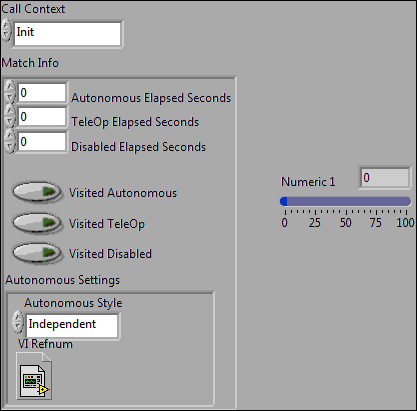 Call Context
Init
Match Info
0 Autonomous Elapsed Seconds
0 TeleOp Elapsed Seconds
0 Disabled Elapsed Seconds
Visited Autonomous
Numeric 1 0
Visited TeleOp
0 25 50 75 100
Visited Disabled
Autonomous Settings
Autonomous Style
Independent
VI Refnum